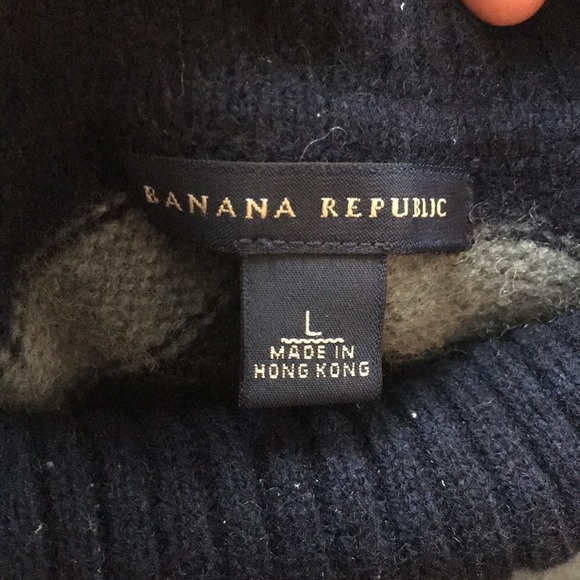 BANANA REPUBLIC
L
MADE IN
HONG KONG